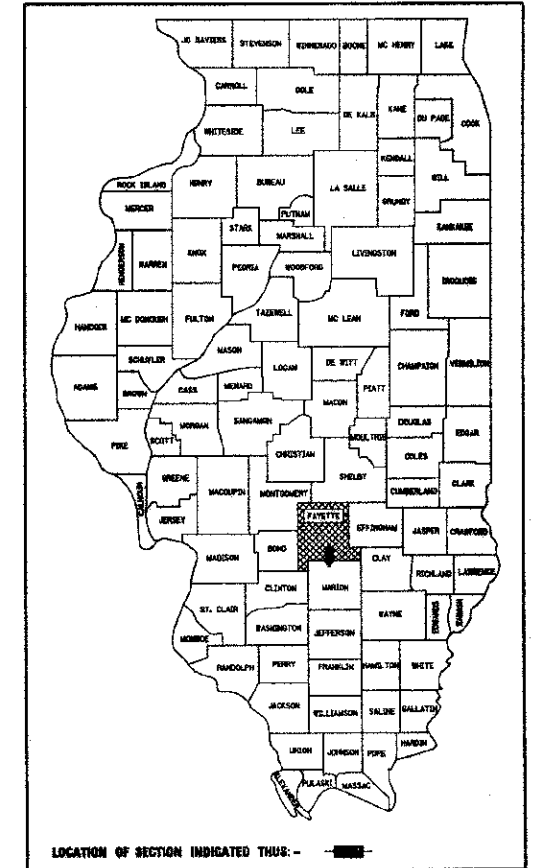 JO DAVIESS STEVENSON WINNEBAGO BOONE MC HENRY LAKE
CARROLL OGLE DE KALB KANE DU PAGE COOK
WHITESIDE LEE
KENDALL WILL
ROCK ISLAND HENRY BUREAU LA SALLE GRUNDY
MERCER PUTNAM
STARK MARSHALL KANKAKEE
HENDERSON WARREN KNOX PEORIA WOODFORD LIVINGSTON
IROQUOIS
HANCOCK MC DONOUGH FULTON TAZEWELL MC LEAN FORD
MASON
SCHUYLER LOGAN DE WITT CHAMPAIGN VERMILION
ADAMS BROWN CASS MENARD MACON PIATT
SANGAMON DOUGLAS
PIKE SCOTT MORGAN MOULTRIE EDGAR
CHRISTIAN COLES
CALHOUN GREENE MACOUPIN MONTGOMERY SHELBY CUMBERLAND CLARK
JERSEY FAYETTE EFFINGHAM JASPER CRAWFORD
MADISON BOND CLAY
CLINTON MARION RICHLAND LAWRENCE
ST. CLAIR WAYNE EDWARDS WABASH
WASHINGTON JEFFERSON
MONROE
RANDOLPH PERRY FRANKLIN HAMILTON WHITE
JACKSON WILLIAMSON SALINE GALLATIN
UNION JOHNSON POPE HARDIN
ALEXANDER PULASKI MASSAC
LOCATION OF SECTION INDICATED THUS:-